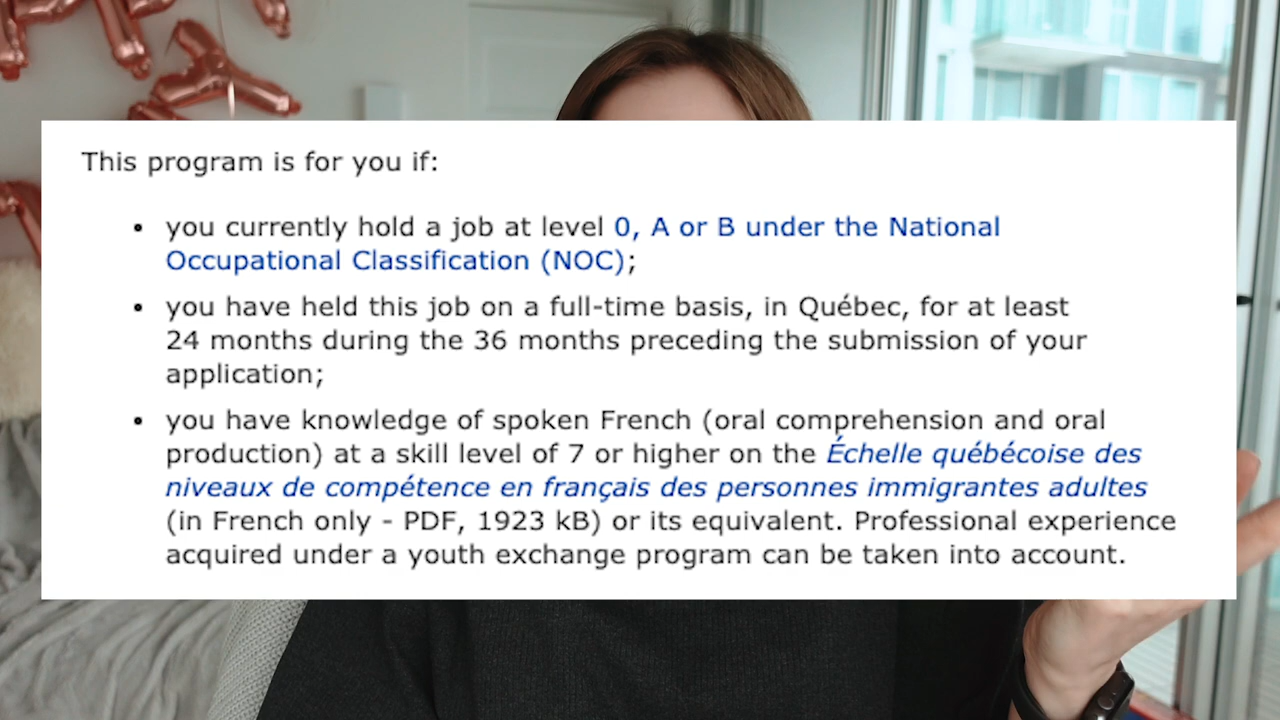 This program is for you if:
• you currently hold a job at level 0, A or B under the National
Occupational Classification (NOC);
• you have held this job on a full-time basis, in Québec, for at least
24 months during the 36 months preceding the submission of your
application;
• you have knowledge of spoken French (oral comprehension and oral
production) at a skill level of 7 or higher on the Échelle québécoise des
niveaux de compétence en français des personnes immigrantes adultes
(in French only - PDF, 1923 kB) or its equivalent. Professional experience
acquired under a youth exchange program can be taken into account.